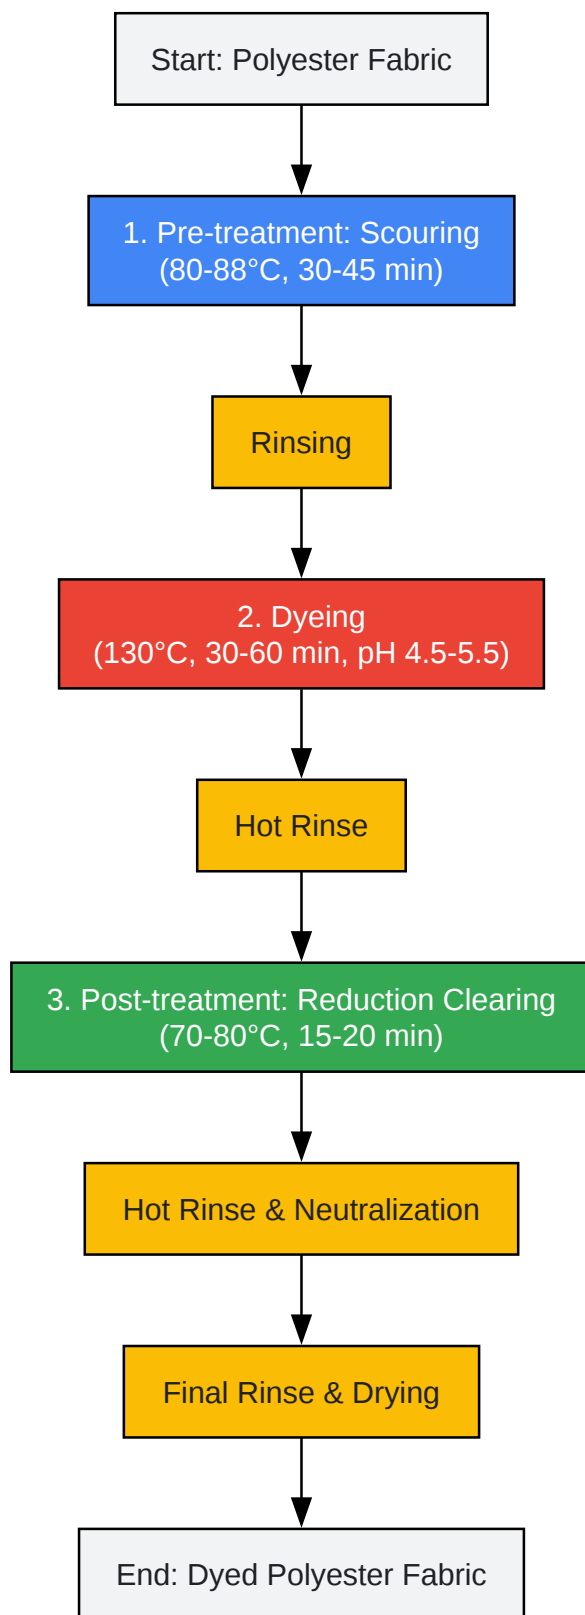 Start: Polyester Fabric
1. Pre-treatment: Scouring
(80-88°C, 30-45 min)
Rinsing
2. Dyeing
(130°C, 30-60 min, pH 4.5-5.5)
Hot Rinse
3. Post-treatment: Reduction Clearing
(70-80°C, 15-20 min)
Hot Rinse & Neutralization
Final Rinse & Drying
End: Dyed Polyester Fabric